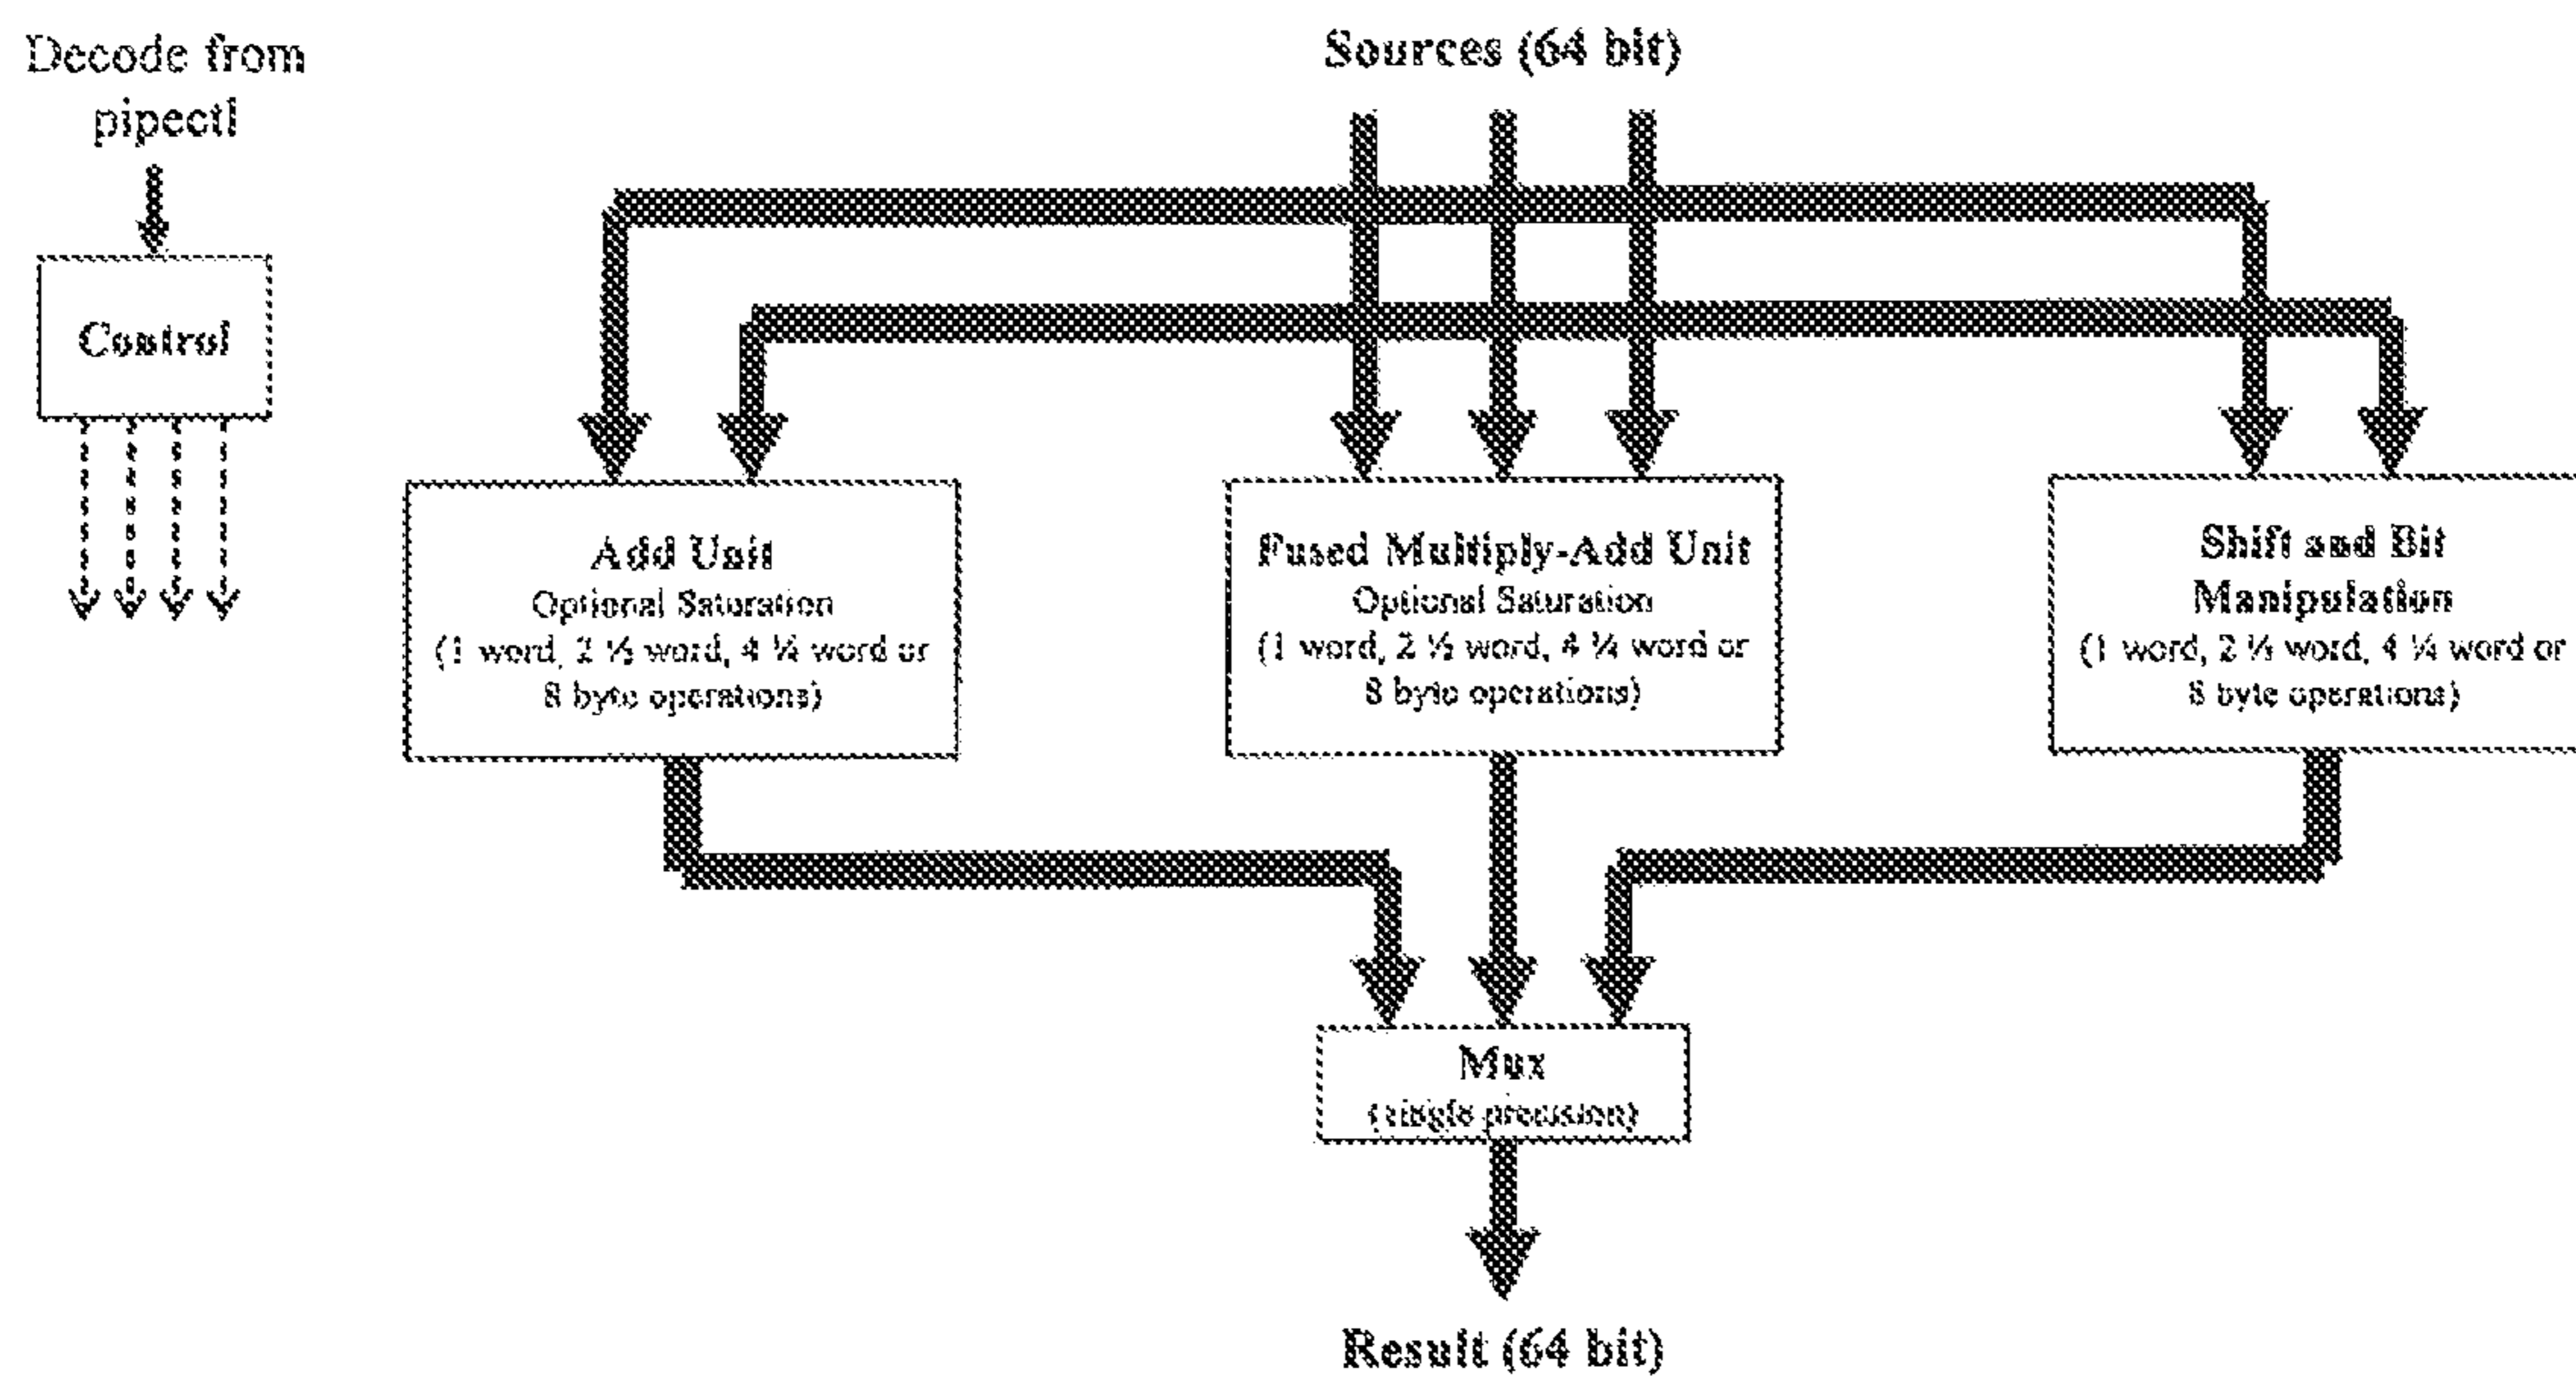 Decode from
pipectl
Control
Sources (64 bit)
Add Unit
Optional Saturation
(1 word, 2 ½ word, 4 ¼ word or
8 byte operations)
Fused Multiply-Add Unit
Optional Saturation
(1 word, 2 ½ word, 4 ¼ word or
8 byte operations)
Shift and Bit
Manipulation
(1 word, 2 ½ word, 4 ¼ word or
8 byte operations)
Mux
(single precision)
Result (64 bit)